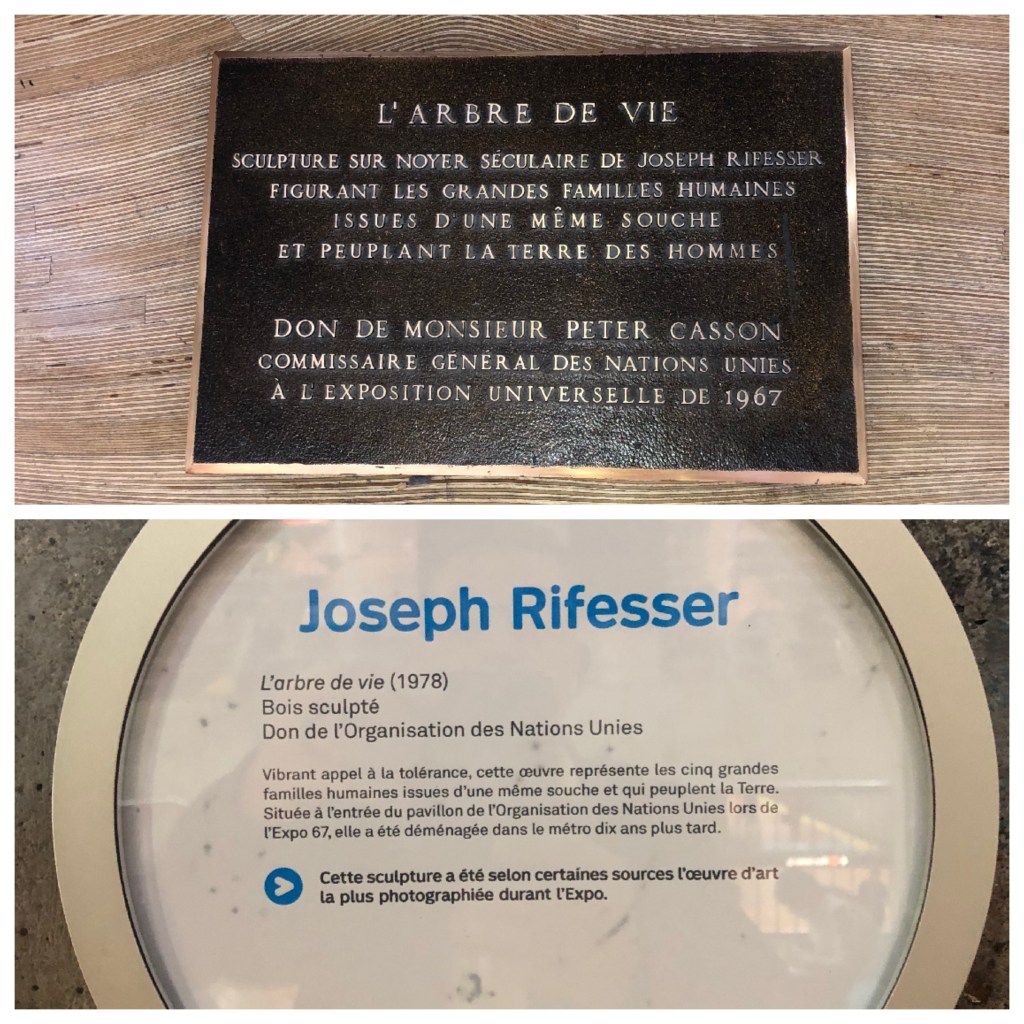 L'ARBRE DE VIE
SCULPTURE SUR NOYER SÉCULAIRE DE JOSEPH RIFESSER
FIGURANT LES GRANDES FAMILLES HUMAINES
ISSUES D'UNE MÊME SOUCHE
ET PEUPLANT LA TERRE DES HOMMES
DON DE MONSIEUR PETER CASSON
COMMISSAIRE GÉNÉRAL DES NATIONS UNIES
À L'EXPOSITION UNIVERSELLE DE 1967
Joseph Rifesser
L'arbre de vie (1978)
Bois sculpté
Don de l'Organisation des Nations Unies
Vibrant appel à la tolérance, cette œuvre représente les cinq grandes
familles humaines issues d'une même souche et qui peuplent la Terre.
Située à l'entrée du pavillon de l'Organisation des Nations Unies lors de
l'Expo 67, elle a été déménagée dans le métro dix ans plus tard.
Cette sculpture a été selon certaines sources l'œuvre d'art
la plus photographiée durant l'Expo.